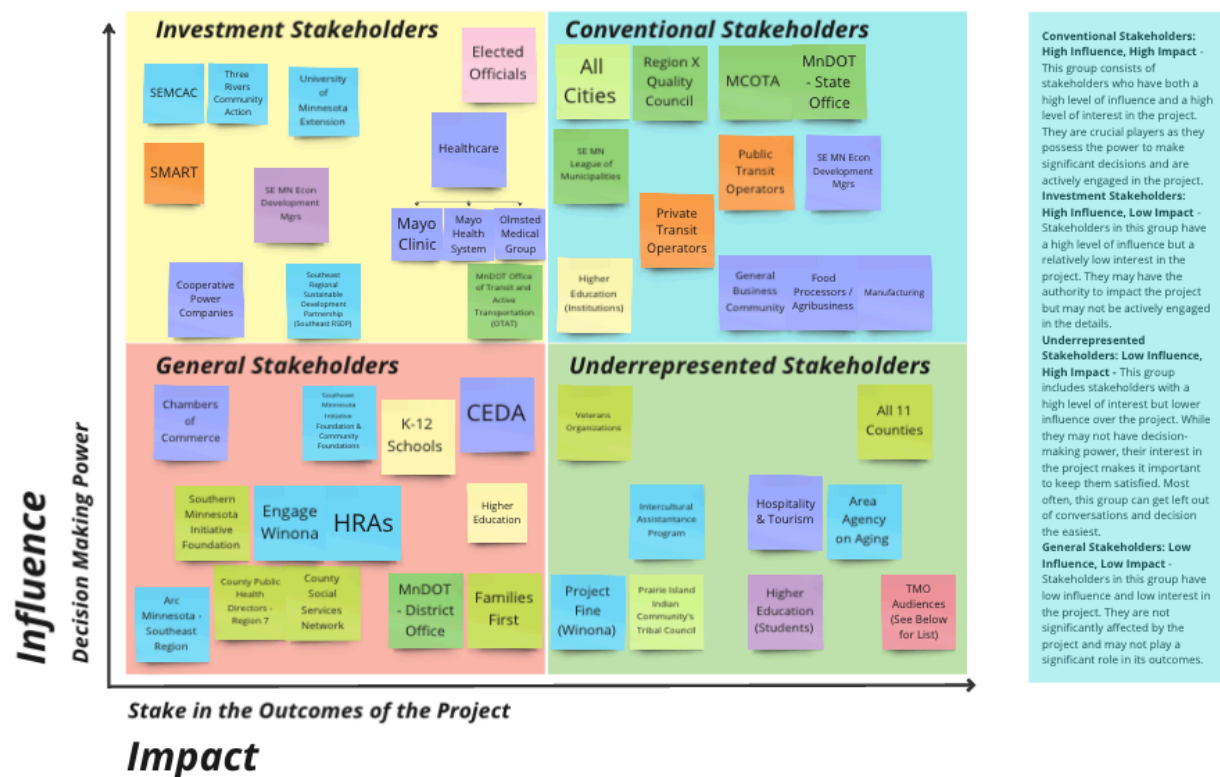 Investment Stakeholders
SEMCAC
Three
Rivers
Community
Action
University
of
Minnesota
Extension
Elected
Officials
SMART
SE MN Econ
Development
Mgrs
Healthcare
Mayo
Clinic
Mayo
Health
System
Olmsted
Medical
Group
Cooperative
Power
Companies
Southeast
Regional
Sustainable
Development
Partnership
(Southeast RSDP)
MnDOT Office
of Transit and
Active
Transportation
(OTAT)
Conventional Stakeholders
All
Cities
Region X
Quality
Council
MCOTA
MnDOT
- State
Office
SE MN
League of
Municipalities
Public
Transit
Operators
SE MN Econ
Development
Mgrs
Private
Transit
Operators
Higher
Education
(Institutions)
General
Business
Community
Food
Processors /
Agribusiness
Manufacturing
General Stakeholders
Chambers
of
Commerce
Southeast
Minnesota
Initiative
Foundation &
Community
Foundations
K-12
Schools
CEDA
Southern
Minnesota
Initiative
Foundation
Engage
Winona
HRAs
Higher
Education
Arc
Minnesota -
Southeast
Region
County Public
Health
Directors -
Region 7
County
Social
Services
Network
MnDOT
- District
Office
Families
First
Underrepresented Stakeholders
Veterans
Organizations
All 11
Counties
Intercultural
Assistantance
Program
Hospitality
& Tourism
Area
Agency
on Aging
Project
Fine
(Winona)
Prairie Island
Indian
Community's
Tribal Council
Higher
Education
(Students)
TMO
Audiences
(See Below
for List)
Influence
Decision Making Power
Stake in the Outcomes of the Project
Impact
Conventional Stakeholders:
High Influence, High Impact -
This group consists of
stakeholders who have both a
high level of influence and a high
level of interest in the project.
They are crucial players as they
possess the power to make
significant decisions and are
actively engaged in the project.
Investment Stakeholders:
High Influence, Low Impact -
Stakeholders in this group have
a high level of influence but a
relatively low interest in the
project. They may have the
authority to impact the project
but may not be actively engaged
in the details.
Underrepresented
Stakeholders: Low Influence,
High Impact - This group
includes stakeholders with a
high level of interest but lower
influence over the project. While
they may not have decision-
making power, their interest in
the project makes it important
to keep them satisfied. Most
often, this group can get left out
of conversations and decision
the easiest.
General Stakeholders: Low
Influence, Low Impact -
Stakeholders in this group have
low influence and low interest in
the project. They are not
significantly affected by the
project and may not play a
significant role in its outcomes.